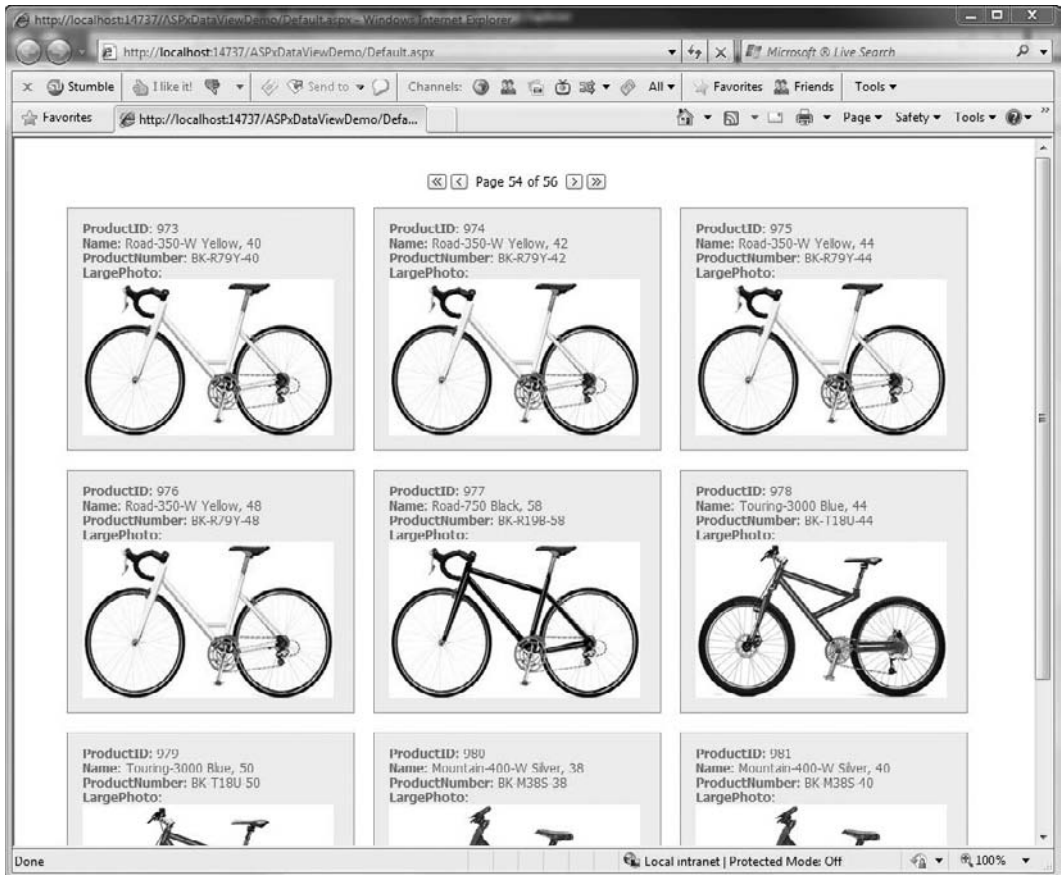 http://localhost:14737/ASPxDataViewDemo/Default.aspx - Windows Internet Explorer
http://localhost:14737/ASPxDataViewDemo/Default.aspx
Microsoft ® Live Search
Stumble I like it! Send to Channels: All Favorites Friends Tools
Favorites http://localhost:14737/ASPxDataViewDemo/Defa... Page Safety Tools
Page 54 of 56
ProductID: 973
Name: Road-350-W Yellow, 40
ProductNumber: BK-R79Y-40
LargePhoto:
ProductID: 974
Name: Road-350-W Yellow, 42
ProductNumber: BK-R79Y-42
LargePhoto:
ProductID: 975
Name: Road-350-W Yellow, 44
ProductNumber: BK-R79Y-44
LargePhoto:
ProductID: 976
Name: Road-350-W Yellow, 48
ProductNumber: BK-R79Y-48
LargePhoto:
ProductID: 977
Name: Road-750 Black, 58
ProductNumber: BK-R19B-58
LargePhoto:
ProductID: 978
Name: Touring-3000 Blue, 44
ProductNumber: BK-T18U-44
LargePhoto:
ProductID: 979
Name: Touring-3000 Blue, 50
ProductNumber: BK-T18U-50
LargePhoto:
ProductID: 980
Name: Mountain-400-W Silver, 38
ProductNumber: BK-M38S-38
LargePhoto:
ProductID: 981
Name: Mountain-400-W Silver, 40
ProductNumber: BK-M38S-40
LargePhoto:
Done Local intranet | Protected Mode: Off 100%